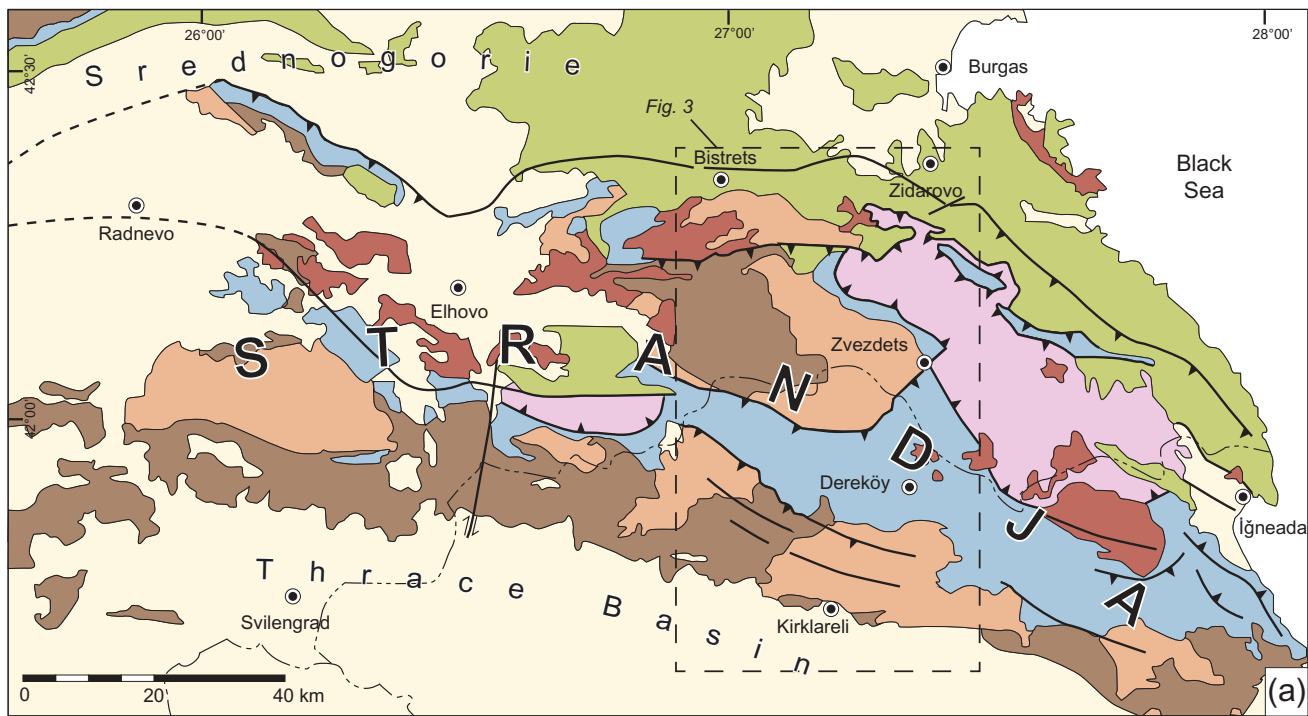 26°00'
27°00'
28°00'
42°30'
42°00'
Srednogorie
Burgas
Fig. 3
Bistrets
Zidarovo
Black
Sea
Radnevo
Elhovo
Zvezdets
STRANDJA
Dereköy
İğneada
Thrace Basin
Svilengrad
Kirklareli
0 20 40 km
(a)